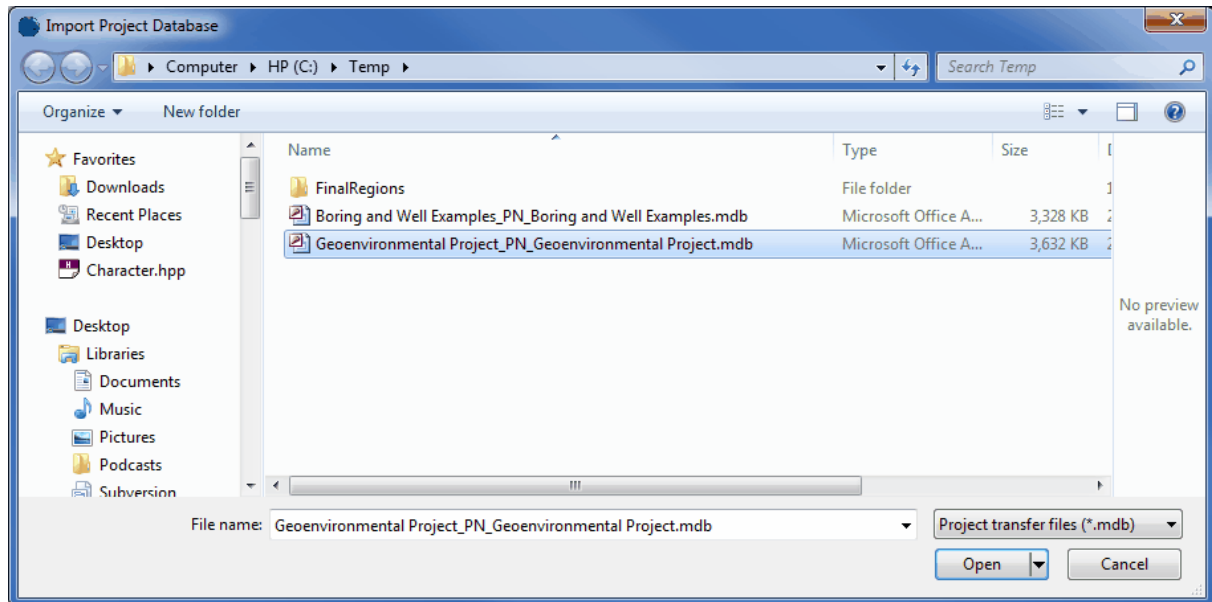 Import Project Database
Computer HP (C:) Temp Search Temp
Organize New folder
Name Type Size
FinalRegions File folder
Boring and Well Examples_PN_Boring and Well Examples.mdb Microsoft Office A... 3,328 KB
Geoenvironmental Project_PN_Geoenvironmental Project.mdb Microsoft Office A... 3,632 KB
Favorites
Downloads
Recent Places
Desktop
Character.hpp
Desktop
Libraries
Documents
Music
Pictures
Podcasts
Subversion
No preview
available.
File name: Geoenvironmental Project_PN_Geoenvironmental Project.mdb Project transfer files (*.mdb)
Open Cancel